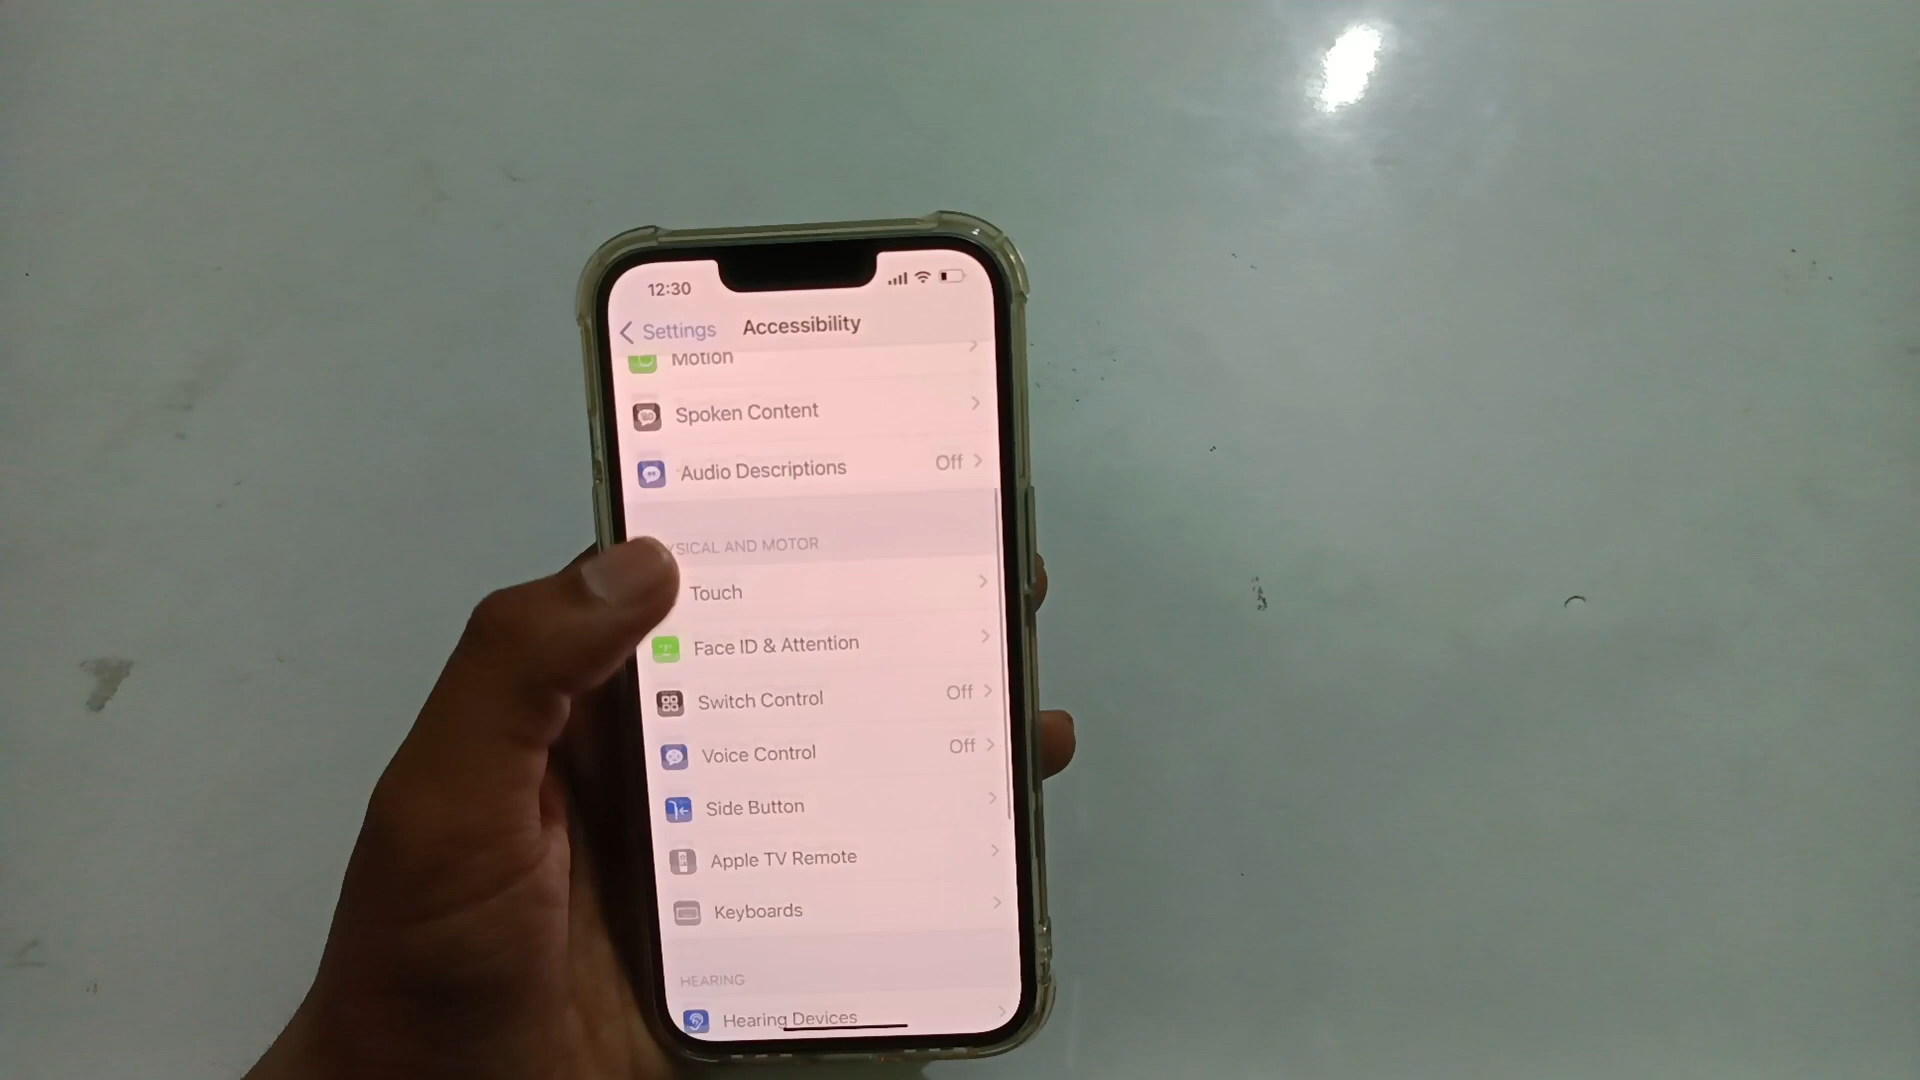 12:30
Settings Accessibility
Motion
Spoken Content
Audio Descriptions Off
SICAL AND MOTOR
Touch
Face ID & Attention
Switch Control Off
Voice Control Off
Side Button
Apple TV Remote
Keyboards
HEARING
Hearing Devices